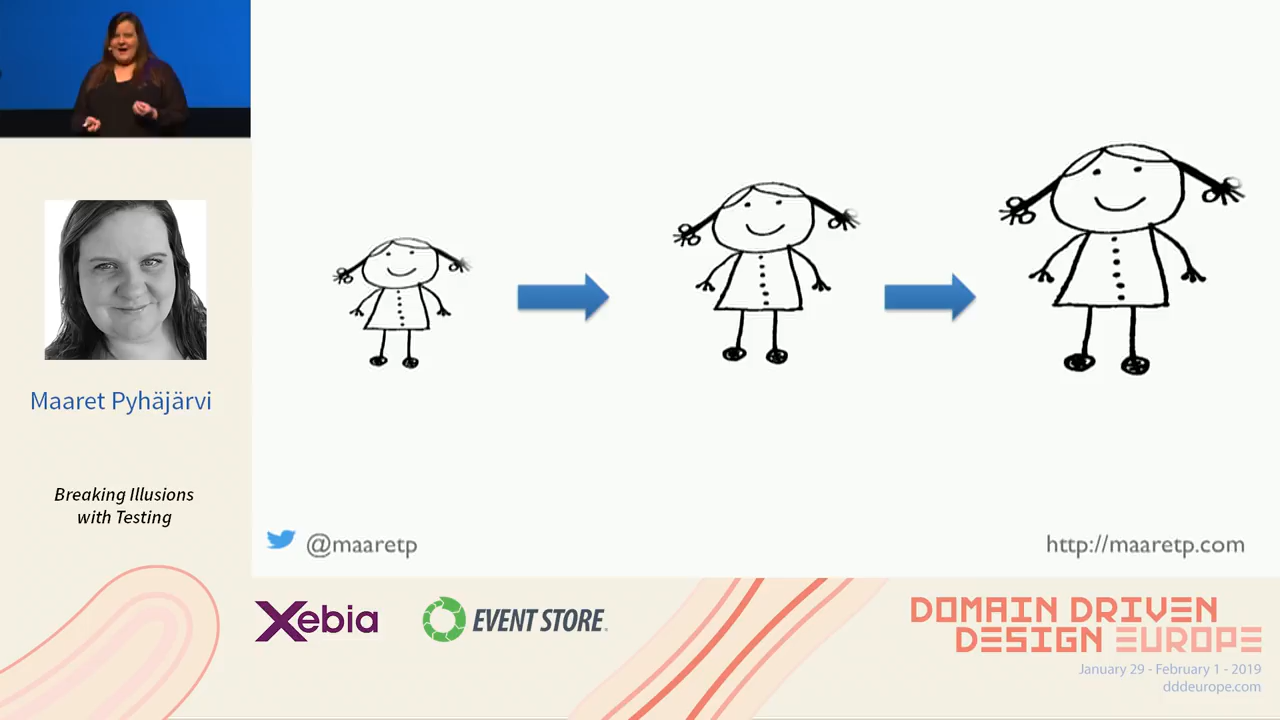 Maaret Pyhäjärvi
Breaking Illusions
with Testing
@maaretp
http://maaretp.com
Xebia
EVENT STORE.
DOMAIN DRIVEN
DESIGN EUROPE
January 29 - February 1 - 2019
dddeurope.com